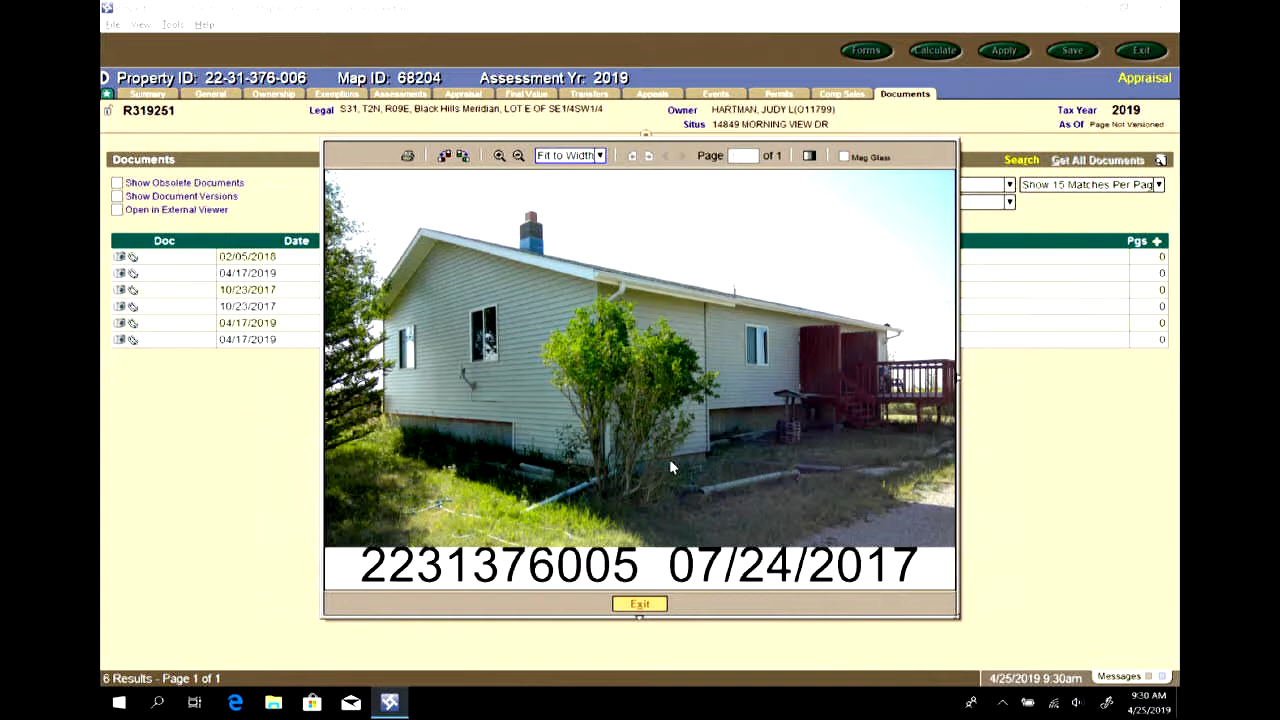 File View Tools Help
Forms Calculate Apply Save Exit
Property ID: 22-31-376-006 Map ID: 68204 Assessment Yr: 2019 Appraisal
Summary General Ownership Exemptions Assessments Appraisal Final Value Transfers Appeals Events Permits Comp Sales Documents
R319251 Legal S31, T2N, R09E, Black Hills Meridian, LOT E OF SE1/4SW1/4 Owner HARTMAN, JUDY L(O11799) Tax Year 2019
Situs 14849 MORNING VIEW DR As Of Page Not Versioned
Documents Search Get All Documents
Fit to Width Page of 1 Mag Glass
Show Obsolete Documents Show 15 Matches Per Pag
Show Document Versions
Open in External Viewer
Doc Date Pgs
02/05/2018 0
04/17/2019 0
10/23/2017 0
10/23/2017 0
04/17/2019 0
04/17/2019 0
2231376005 07/24/2017
Exit
6 Results - Page 1 of 1 4/25/2019 9:30am Messages
9:30 AM
4/25/2019